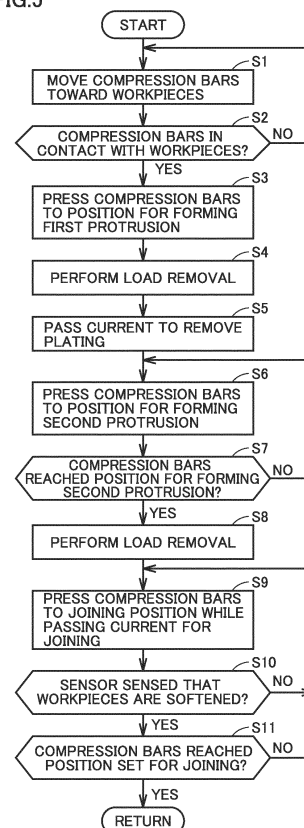 START
S1
MOVE COMPRESSION BARS
TOWARD WORKPIECES
S2
COMPRESSION BARS IN
CONTACT WITH WORKPIECES?
NO
YES
S3
PRESS COMPRESSION BARS
TO POSITION FOR FORMING
FIRST PROTRUSION
S4
PERFORM LOAD REMOVAL
S5
PASS CURRENT TO REMOVE
PLATING
S6
PRESS COMPRESSION BARS
TO POSITION FOR FORMING
SECOND PROTRUSION
S7
COMPRESSION BARS
REACHED POSITION FOR FORMING
SECOND PROTRUSION?
NO
YES
S8
PERFORM LOAD REMOVAL
S9
PRESS COMPRESSION BARS
TO JOINING POSITION WHILE
PASSING CURRENT FOR
JOINING
S10
SENSOR SENSED THAT
WORKPIECES ARE SOFTENED?
NO
YES
S11
COMPRESSION BARS REACHED
POSITION SET FOR JOINING?
NO
YES
RETURN